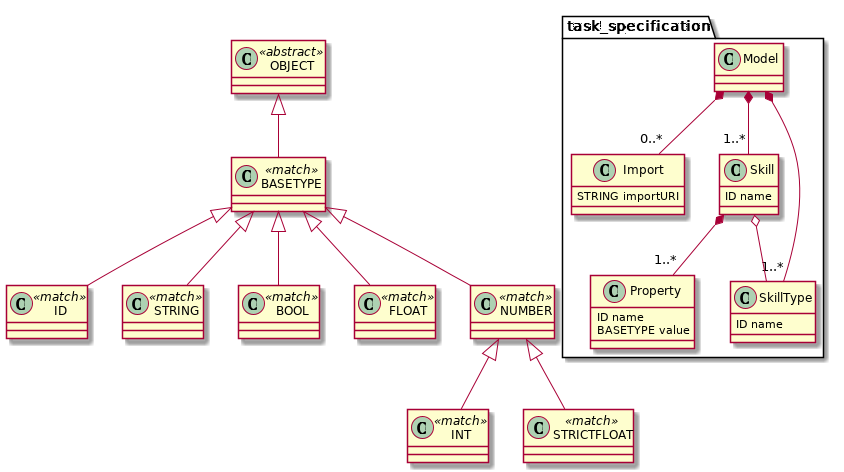 task_specification
C «abstract»
OBJECT
C Model
0..*
1..*
C «match»
BASETYPE
C Import
STRING importURI
C Skill
ID name
1..*
1..*
C «match»
ID
C «match»
STRING
C «match»
BOOL
C «match»
FLOAT
C «match»
NUMBER
C Property
ID name
BASETYPE value
C SkillType
ID name
C «match»
INT
C «match»
STRICTFLOAT